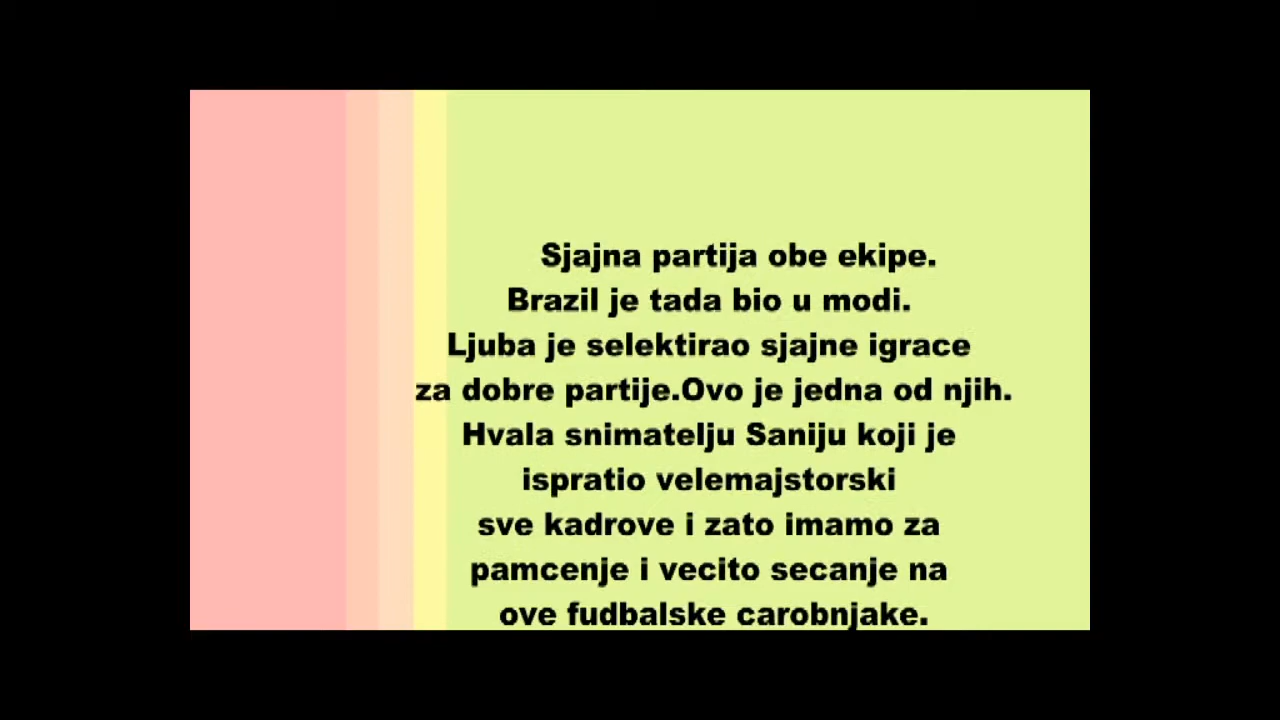 Sjajna partija obe ekipe.
Brazil je tada bio u modi.
Ljuba je selektirao sjajne igrace
za dobre partije.Ovo je jedna od njih.
Hvala snimatelju Saniju koji je
ispratio velemajstorski
sve kadrove i zato imamo za
pamcenje i vecito secanje na
ove fudbalske carobnjake.